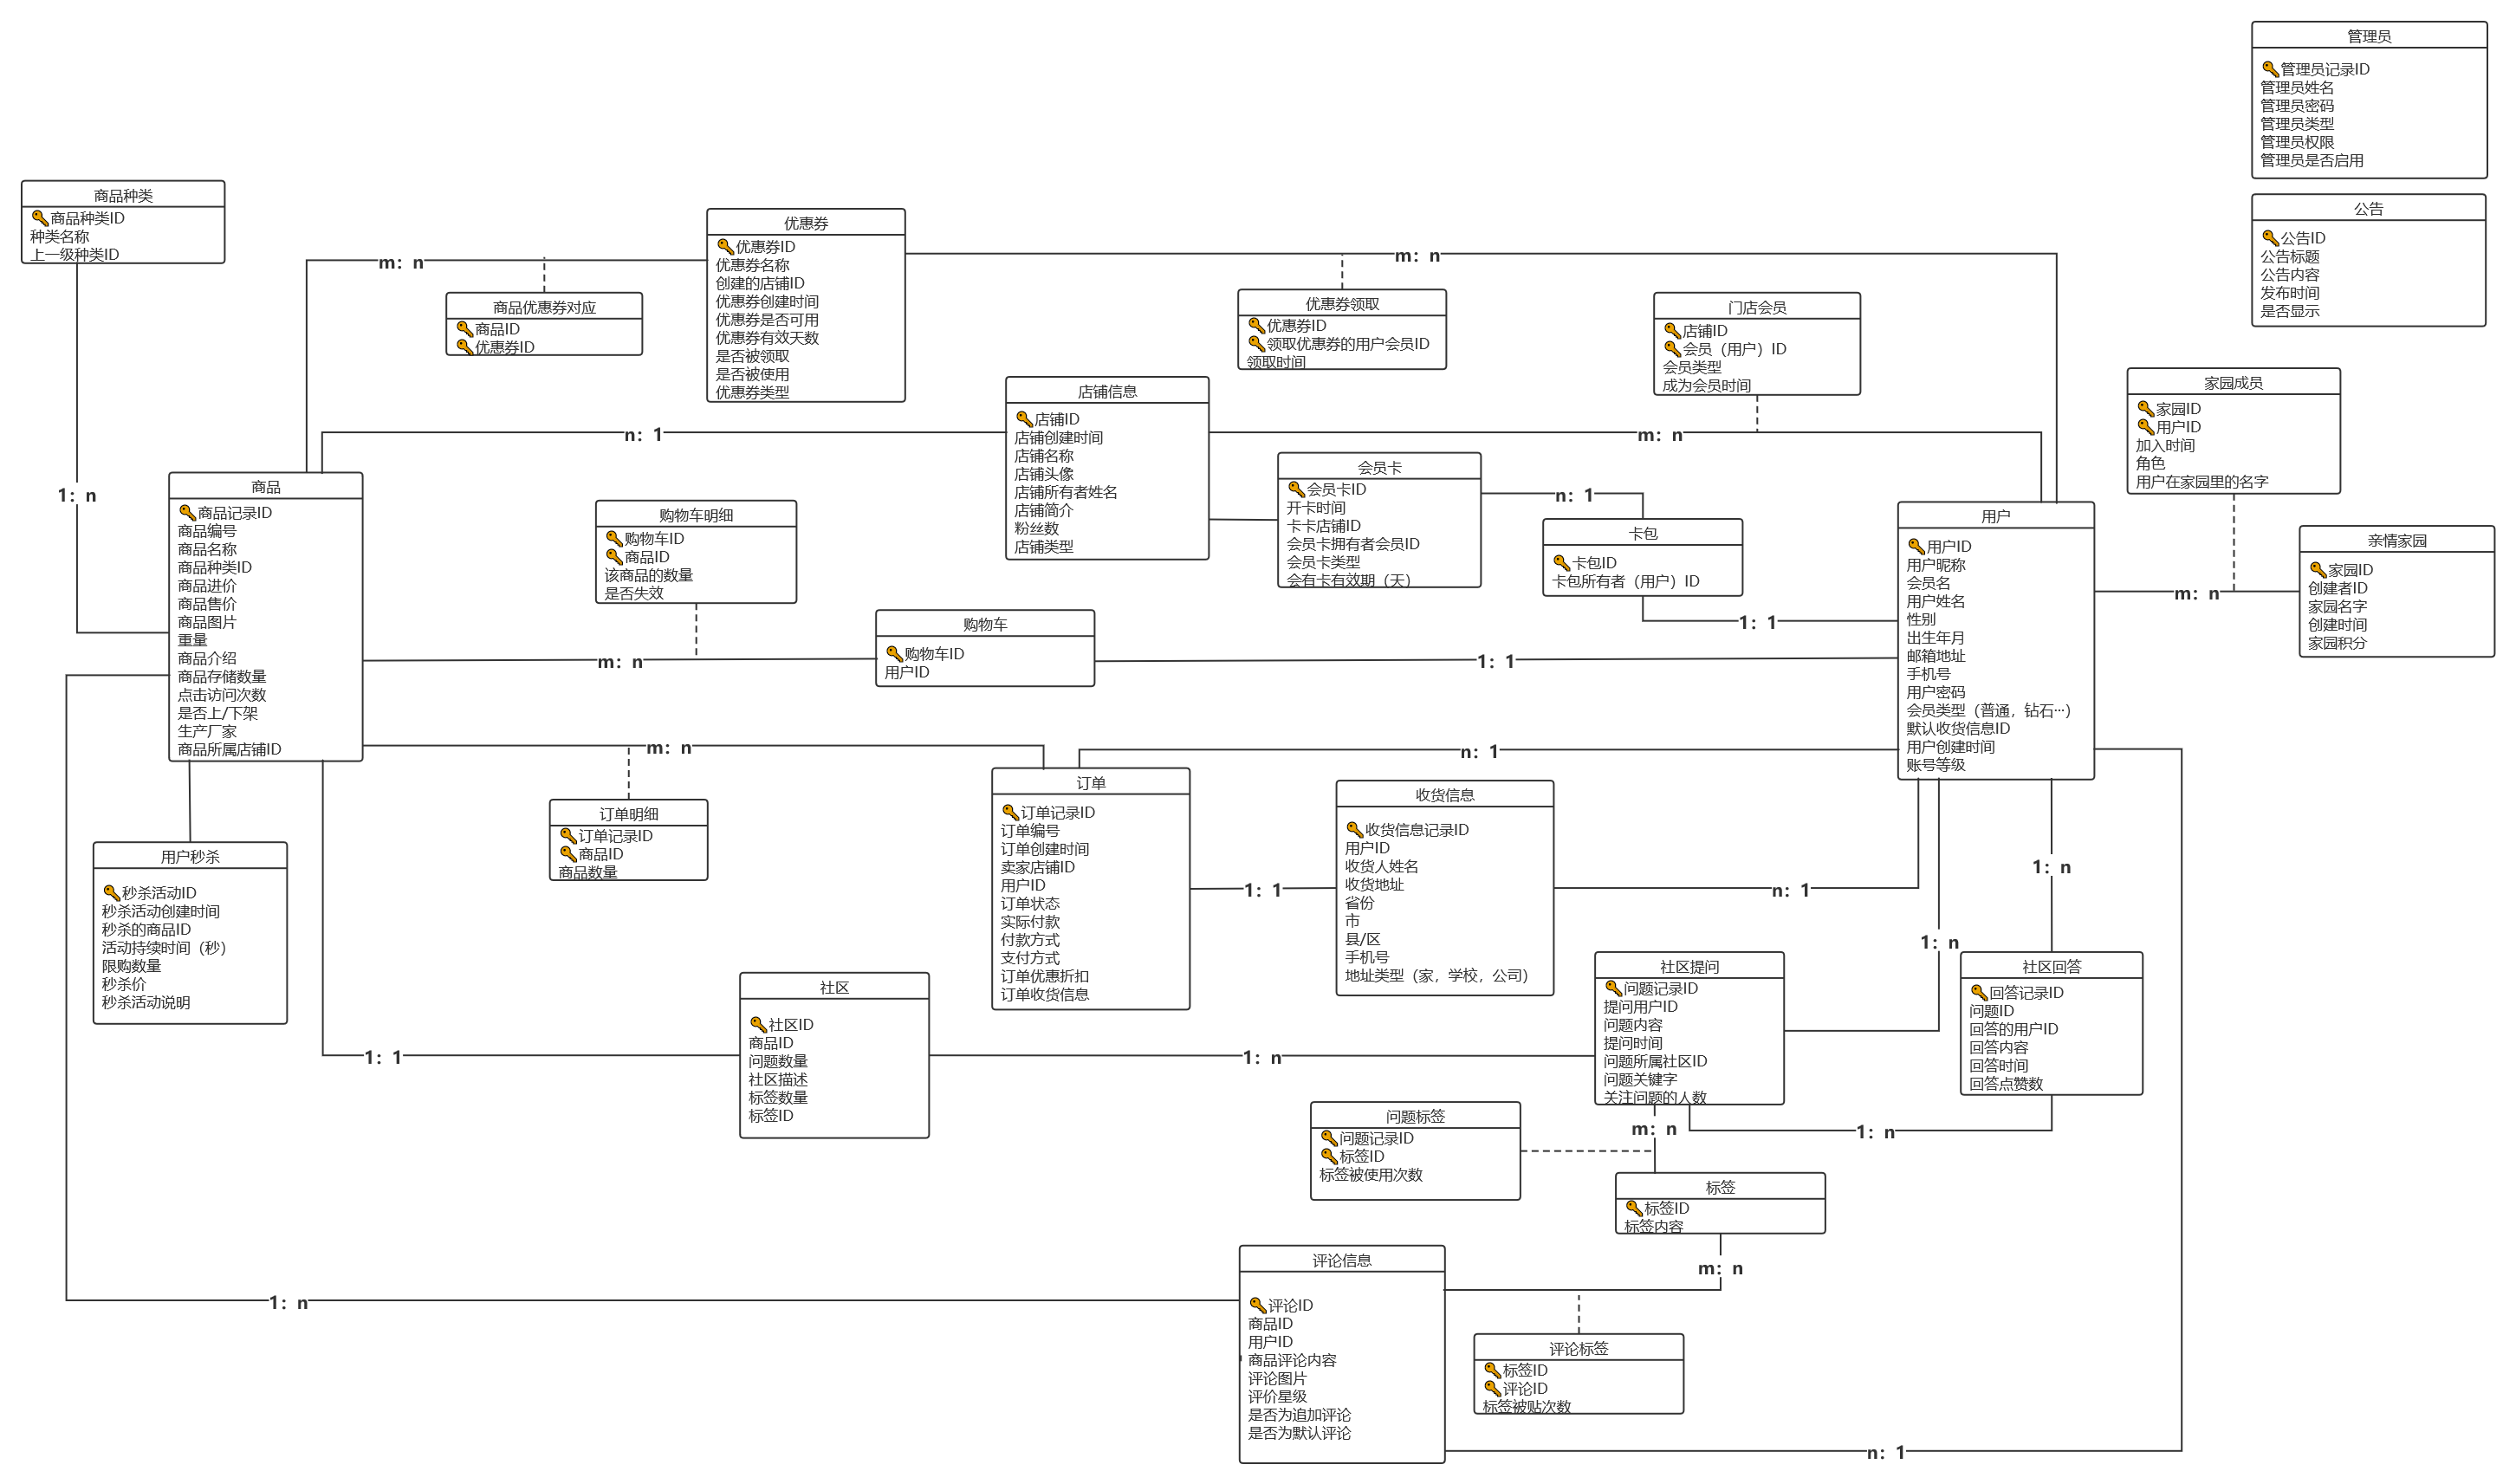 管理员
管理员记录ID
管理员姓名
管理员密码
管理员类型
管理员权限
管理员是否启用
公告
公告ID
公告标题
公告内容
发布时间
是否显示
商品种类
商品种类ID
种类名称
上一级种类ID
1：n
m：n
商品优惠券对应
商品ID
优惠券ID
优惠券
优惠券ID
优惠券名称
创建的店铺ID
优惠券创建时间
优惠券是否可用
优惠券有效天数
是否被领取
是否被使用
优惠券类型
m：n
优惠券领取
优惠券ID
领取优惠券的用户会员ID
领取时间
门店会员
店铺ID
会员（用户）ID
会员类型
成为会员时间
m：n
店铺信息
店铺ID
店铺创建时间
店铺名称
店铺头像
店铺所有者姓名
店铺简介
粉丝数
店铺类型
n：1
会员卡
会员卡ID
开卡时间
卡卡店铺ID
会员卡拥有者会员ID
会员卡类型
会有卡有效期（天）
n：1
卡包
卡包ID
卡包所有者（用户）ID
1：1
家园成员
家园ID
用户ID
加入时间
角色
用户在家园里的名字
m：n
亲情家园
家园ID
创建者ID
家园名字
创建时间
家园积分
商品
商品记录ID
商品编号
商品名称
商品种类ID
商品进价
商品售价
商品图片
重量
商品介绍
商品存储数量
点击访问次数
是否上/下架
生产厂家
商品所属店铺ID
购物车明细
购物车ID
商品ID
该商品的数量
是否失效
m：n
购物车
购物车ID
用户ID
1：1
用户
用户ID
用户昵称
会员名
用户姓名
性别
出生年月
邮箱地址
手机号
用户密码
会员类型（普通，钻石···）
默认收货信息ID
用户创建时间
账号等级
m：n
订单明细
订单记录ID
商品ID
商品数量
n：1
订单
订单记录ID
订单编号
订单创建时间
卖家店铺ID
用户ID
订单状态
实际付款
付款方式
支付方式
订单优惠折扣
订单收货信息
1：1
收货信息
收货信息记录ID
用户ID
收货人姓名
收货地址
省份
市
县/区
手机号
地址类型（家，学校，公司）
n：1
1：n
1：n
用户秒杀
秒杀活动ID
秒杀活动创建时间
秒杀的商品ID
活动持续时间（秒）
限购数量
秒杀价
秒杀活动说明
1：1
社区
社区ID
商品ID
问题数量
社区描述
标签数量
标签ID
1：n
社区提问
问题记录ID
提问用户ID
问题内容
提问时间
问题所属社区ID
问题关键字
关注问题的人数
社区回答
回答记录ID
问题ID
回答的用户ID
回答内容
回答时间
回答点赞数
1：n
m：n
问题标签
问题记录ID
标签ID
标签被使用次数
标签
标签ID
标签内容
m：n
1：n
评论信息
评论ID
商品ID
用户ID
商品评论内容
评论图片
评价星级
是否为追加评论
是否为默认评论
评论标签
标签ID
评论ID
标签被贴次数
n：1